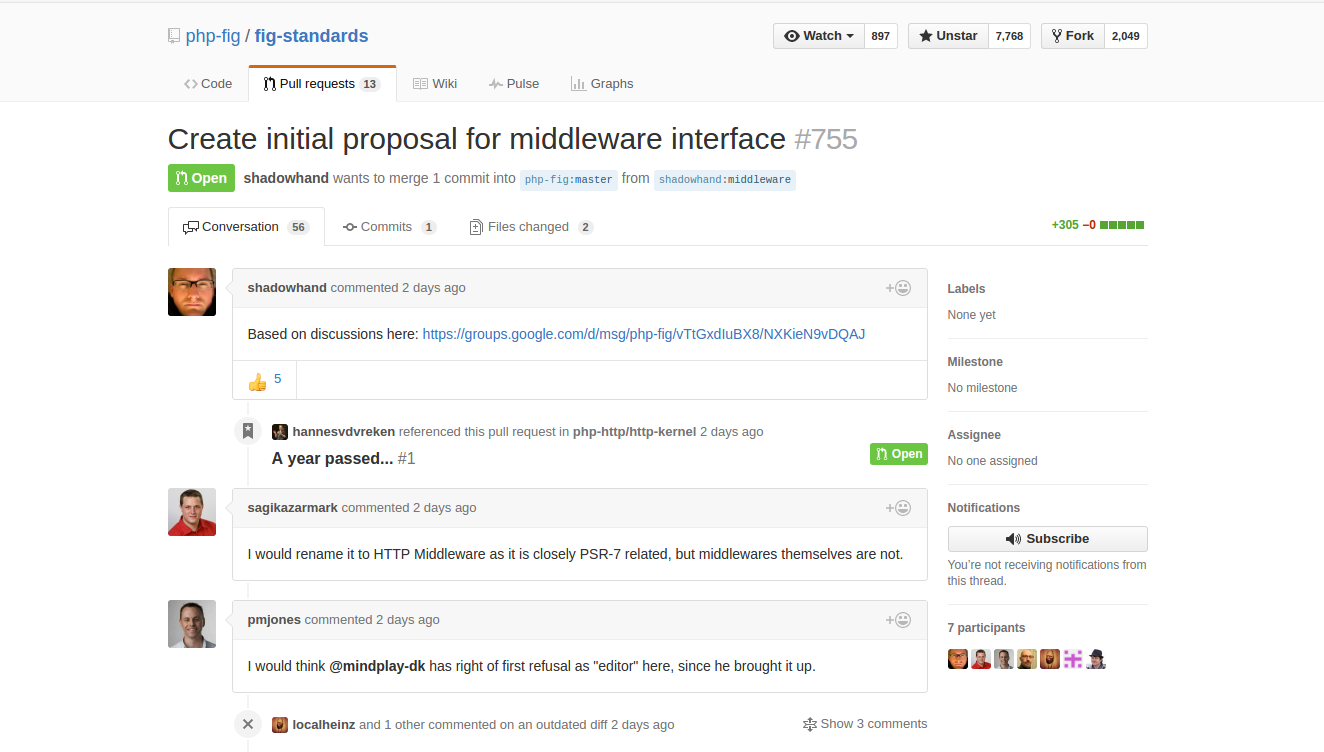 php-fig / fig-standards
Watch 897 Unstar 7,768 Fork 2,049
Code Pull requests 13 Wiki Pulse Graphs
Create initial proposal for middleware interface #755
Open shadowhand wants to merge 1 commit into php-fig:master from shadowhand:middleware
Conversation 56 Commits 1 Files changed 2 +305 −0
shadowhand commented 2 days ago
Based on discussions here: https://groups.google.com/d/msg/php-fig/vTtGxdIuBX8/NXKieN9vDQAJ
5
hannesvdvreken referenced this pull request in php-http/http-kernel 2 days ago
A year passed... #1
Open
sagikazarmark commented 2 days ago
I would rename it to HTTP Middleware as it is closely PSR-7 related, but middlewares themselves are not.
pmjones commented 2 days ago
I would think @mindplay-dk has right of first refusal as "editor" here, since he brought it up.
localheinz and 1 other commented on an outdated diff 2 days ago Show 3 comments
Labels
None yet
Milestone
No milestone
Assignee
No one assigned
Notifications
Subscribe
You're not receiving notifications from
this thread.
7 participants